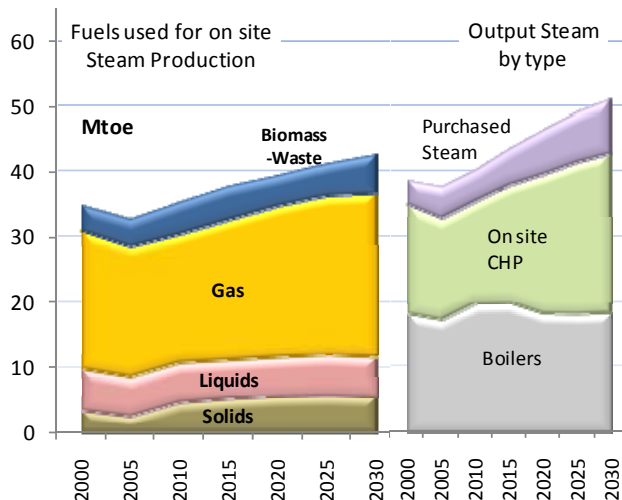 Fuels used for on site
Steam Production
Output Steam
by type
60
50
40
30
20
10
0
Mtoe
Biomass
-Waste
Gas
Liquids
Solids
Purchased
Steam
On site
CHP
Boilers
2000
2005
2010
2015
2020
2025
2030
2000
2005
2010
2015
2020
2025
2030